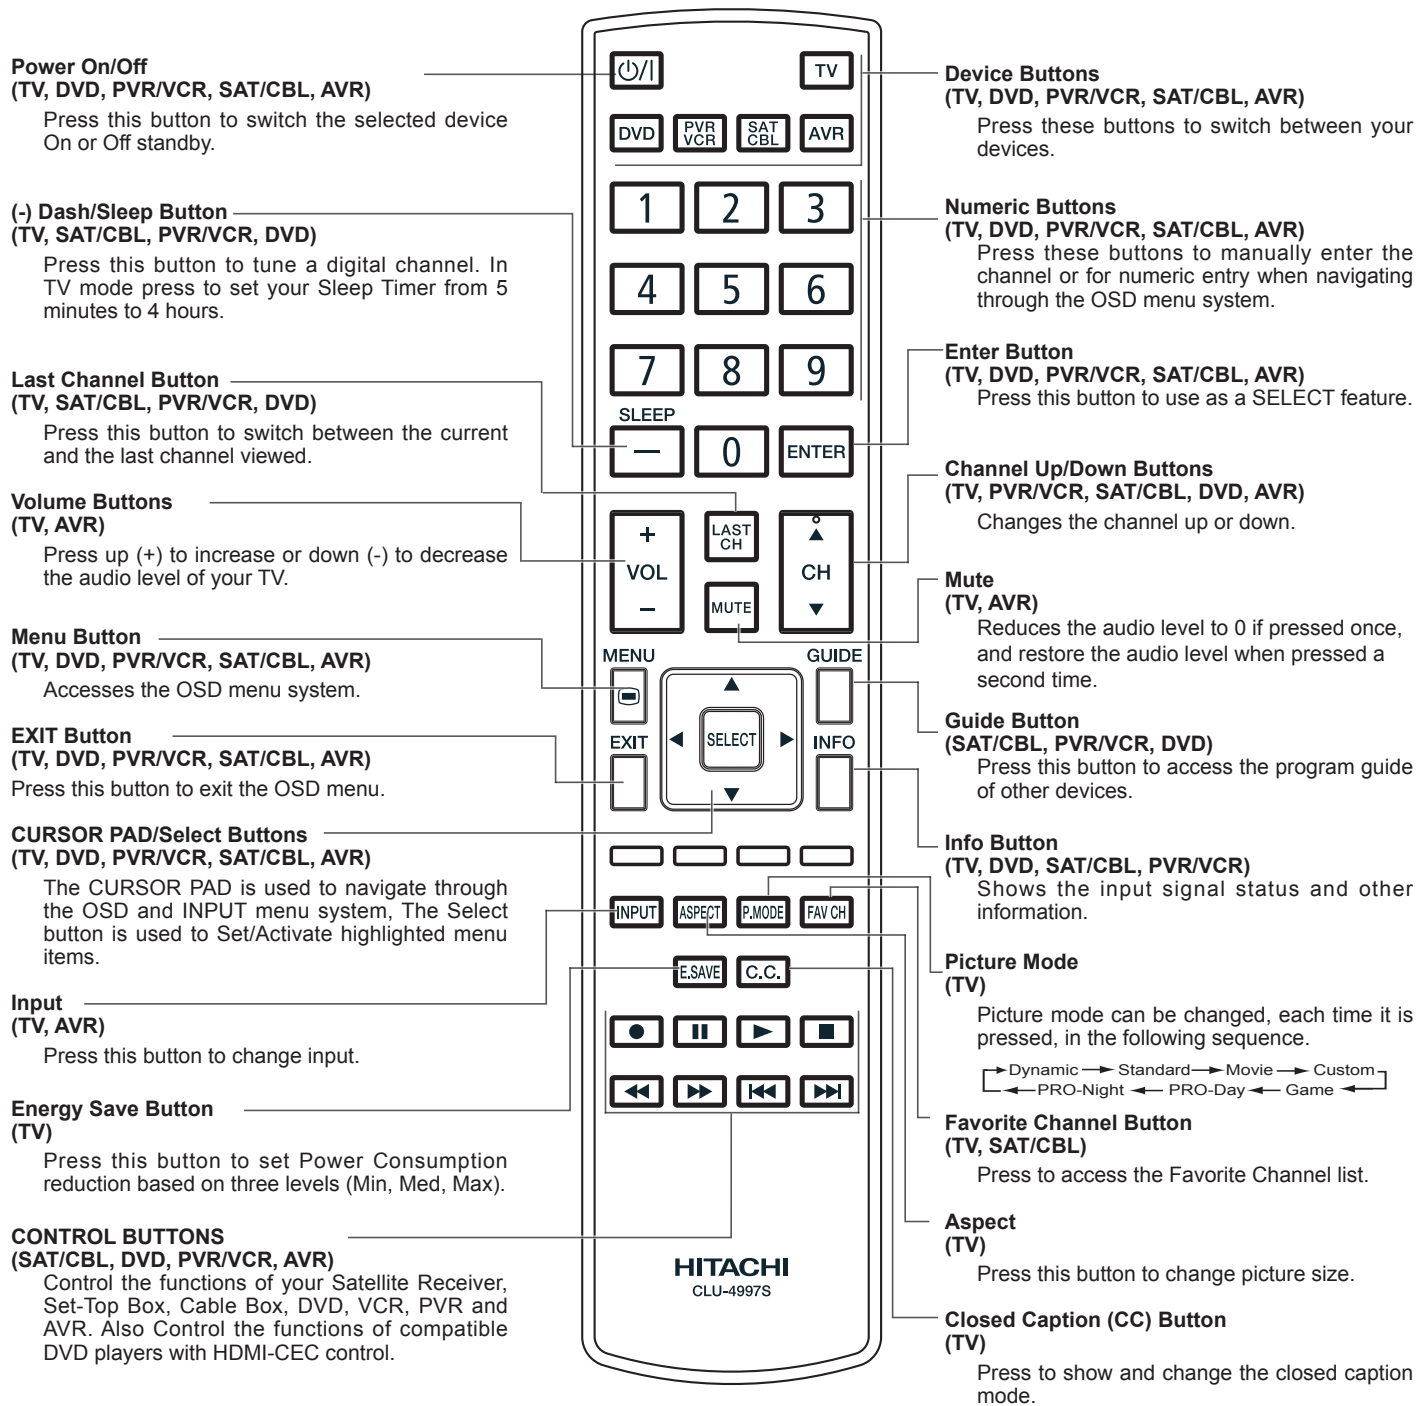 Power On/Off
(TV, DVD, PVR/VCR, SAT/CBL, AVR)
Press this button to switch the selected device
On or Off standby.
(-) Dash/Sleep Button
(TV, SAT/CBL, PVR/VCR, DVD)
Press this button to tune a digital channel. In
TV mode press to set your Sleep Timer from 5
minutes to 4 hours.
Last Channel Button
(TV, SAT/CBL, PVR/VCR, DVD)
Press this button to switch between the current
and the last channel viewed.
Volume Buttons
(TV, AVR)
Press up (+) to increase or down (-) to decrease
the audio level of your TV.
Menu Button
(TV, DVD, PVR/VCR, SAT/CBL, AVR)
Accesses the OSD menu system.
EXIT Button
(TV, DVD, PVR/VCR, SAT/CBL, AVR)
Press this button to exit the OSD menu.
CURSOR PAD/Select Buttons
(TV, DVD, PVR/VCR, SAT/CBL, AVR)
The CURSOR PAD is used to navigate through
the OSD and INPUT menu system, The Select
button is used to Set/Activate highlighted menu
items.
Input
(TV, AVR)
Press this button to change input.
Energy Save Button
(TV)
Press this button to set Power Consumption
reduction based on three levels (Min, Med, Max).
CONTROL BUTTONS
(SAT/CBL, DVD, PVR/VCR, AVR)
Control the functions of your Satellite Receiver,
Set-Top Box, Cable Box, DVD, VCR, PVR and
AVR. Also Control the functions of compatible
DVD players with HDMI-CEC control.
TV
DVD
PVR
VCR
SAT
CBL
AVR
1 2 3
4 5 6
7 8 9
SLEEP
— 0 ENTER
+
VOL
–
LAST
CH
MUTE
CH
MENU
GUIDE
SELECT
EXIT
INFO
INPUT ASPECT P.MODE FAV CH
E.SAVE C.C.
HITACHI
CLU-4997S
Device Buttons
(TV, DVD, PVR/VCR, SAT/CBL, AVR)
Press these buttons to switch between your
devices.
Numeric Buttons
(TV, DVD, PVR/VCR, SAT/CBL, AVR)
Press these buttons to manually enter the
channel or for numeric entry when navigating
through the OSD menu system.
Enter Button
(TV, DVD, PVR/VCR, SAT/CBL, AVR)
Press this button to use as a SELECT feature.
Channel Up/Down Buttons
(TV, PVR/VCR, SAT/CBL, DVD, AVR)
Changes the channel up or down.
Mute
(TV, AVR)
Reduces the audio level to 0 if pressed once,
and restore the audio level when pressed a
second time.
Guide Button
(SAT/CBL, PVR/VCR, DVD)
Press this button to access the program guide
of other devices.
Info Button
(TV, DVD, SAT/CBL, PVR/VCR)
Shows the input signal status and other
information.
Picture Mode
(TV)
Picture mode can be changed, each time it is
pressed, in the following sequence.
Dynamic Standard Movie Custom
PRO-Night PRO-Day Game
Favorite Channel Button
(TV, SAT/CBL)
Press to access the Favorite Channel list.
Aspect
(TV)
Press this button to change picture size.
Closed Caption (CC) Button
(TV)
Press to show and change the closed caption
mode.